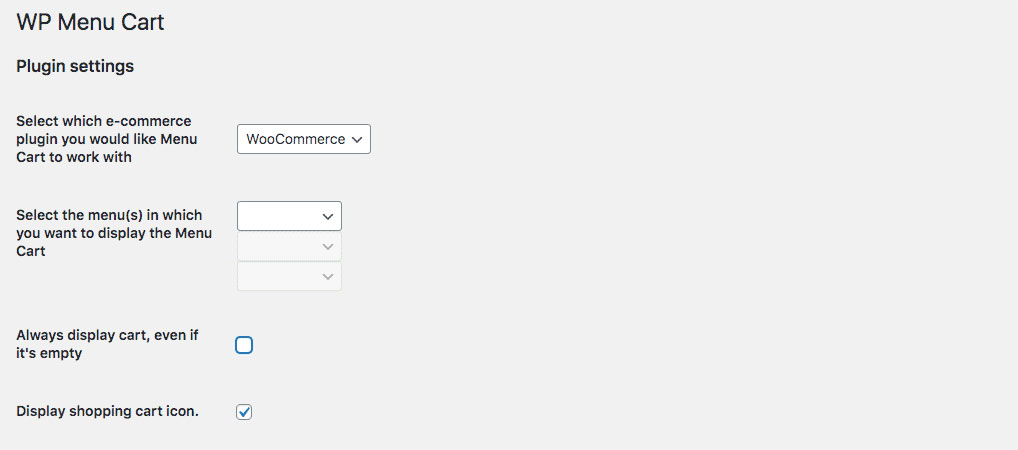 WP Menu Cart
Plugin settings
Select which e-commerce
plugin you would like Menu
Cart to work with
WooCommerce
Select the menu(s) in which
you want to display the Menu
Cart
Always display cart, even if
it's empty
Display shopping cart icon.